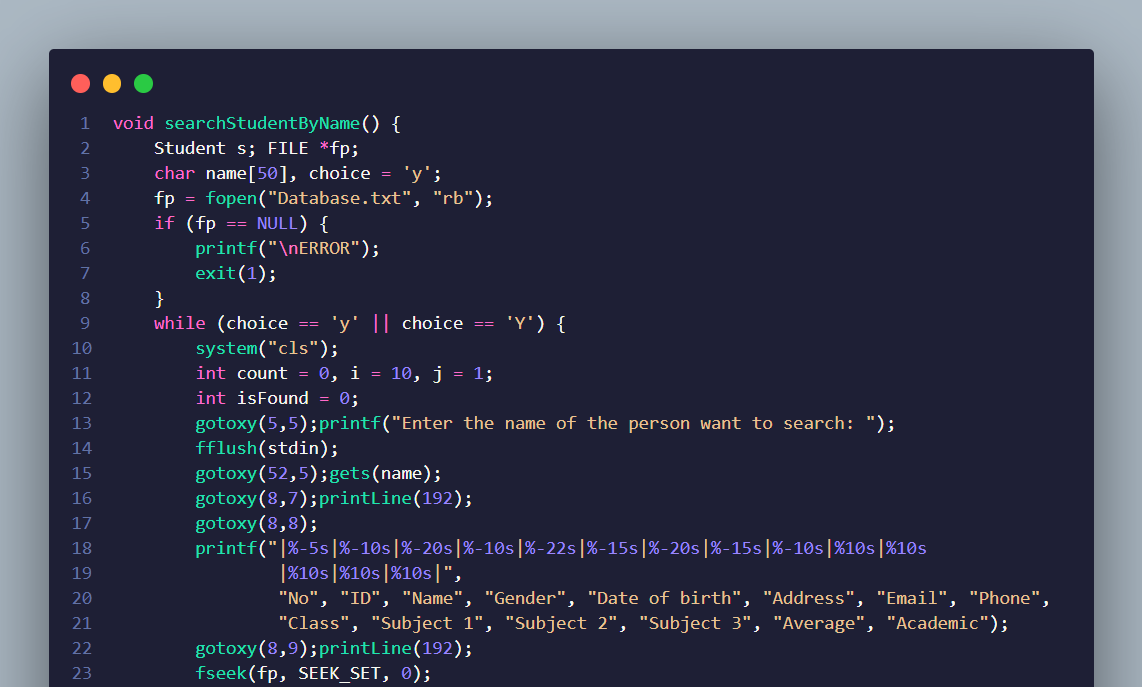 1 void searchStudentByName() {
2     Student s; FILE *fp;
3     char name[50], choice = 'y';
4     fp = fopen("Database.txt", "rb");
5     if (fp == NULL) {
6         printf("\nERROR");
7         exit(1);
8     }
9     while (choice == 'y' || choice == 'Y') {
10         system("cls");
11         int count = 0, i = 10, j = 1;
12         int isFound = 0;
13         gotoxy(5,5);printf("Enter the name of the person want to search: ");
14         fflush(stdin);
15         gotoxy(52,5);gets(name);
16         gotoxy(8,7);printLine(192);
17         gotoxy(8,8);
18         printf("|%-5s|%-10s|%-20s|%-10s|%-22s|%-15s|%-20s|%-15s|%-10s|%10s|%10s
19                 |%10s|%10s|%10s|",
20                 "No", "ID", "Name", "Gender", "Date of birth", "Address", "Email", "Phone",
21                 "Class", "Subject 1", "Subject 2", "Subject 3", "Average", "Academic");
22         gotoxy(8,9);printLine(192);
23         fseek(fp, SEEK_SET, 0);